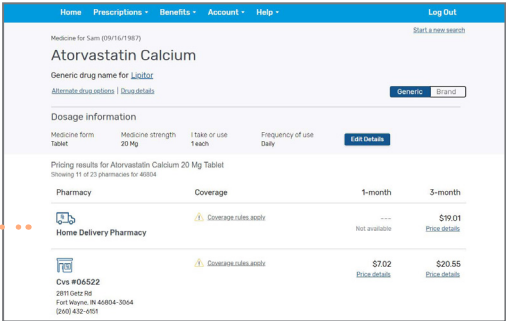 Home Prescriptions Benefits Account Help Log Out
Start a new search
Medicine for Sam (09/16/1987)
Atorvastatin Calcium
Generic drug name for Lipitor
Alternate drug options | Drug details
Generic Brand
Dosage information
Medicine form Medicine strength I take or use Frequency of use
Tablet 20 Mg 1 each Daily
Edit Details
Pricing results for Atorvastatin Calcium 20 Mg Tablet
Showing 11 of 23 pharmacies for 46804
Pharmacy Coverage 1-month 3-month
Coverage rules apply --- $19.01
Home Delivery Pharmacy Not available Price details
Coverage rules apply $7.02 $20.55
Price details Price details
Cvs #06522
2811 Getz Rd
Fort Wayne, IN 46804-3064
(260) 432-6151